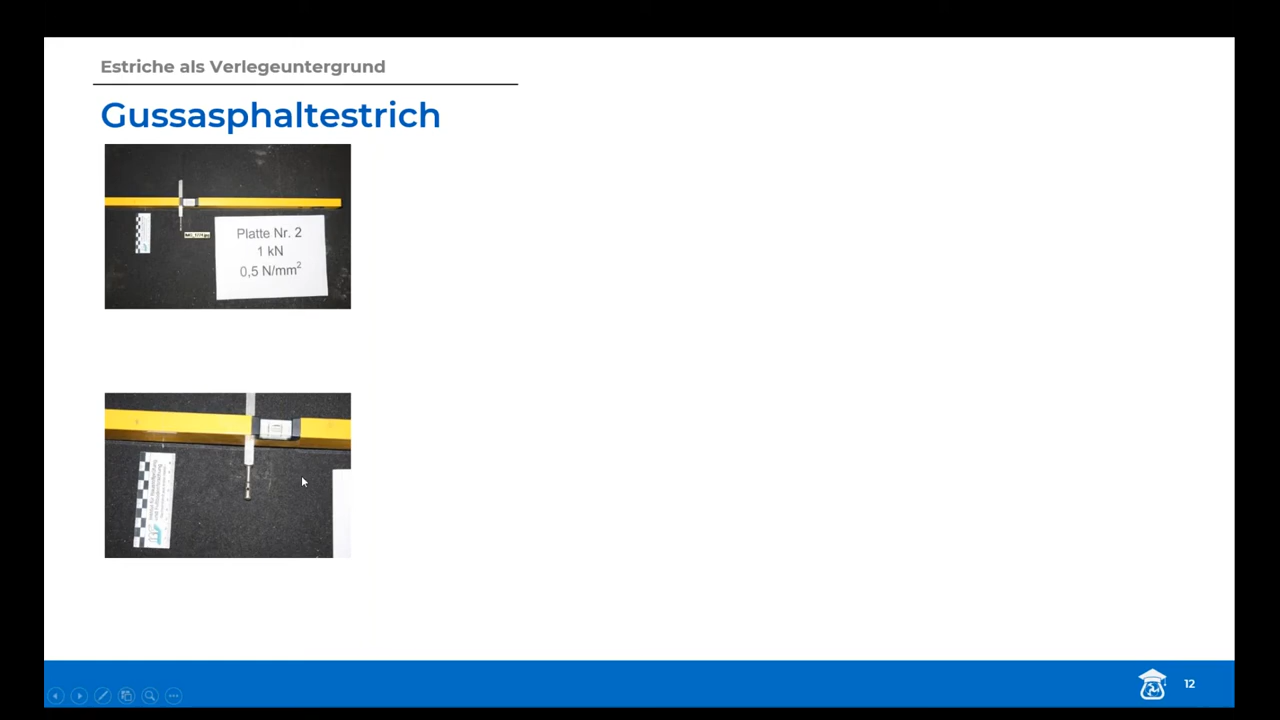 Estriche als Verlegeuntergrund
Gussasphaltestrich
Platte Nr. 2
1 kN
0,5 N/mm²
12